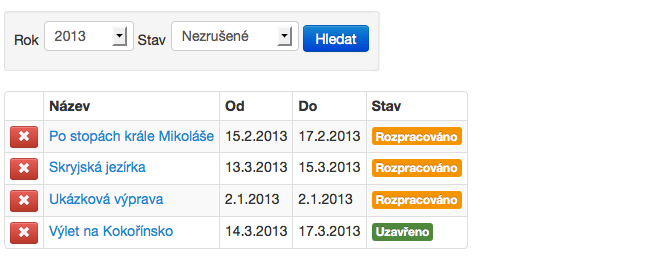 Rok 2013 Stav Nezrušené Hledat
Název Od Do Stav
Po stopách krále Mikoláše 15.2.2013 17.2.2013 Rozpracováno
Skryjská jezírka 13.3.2013 15.3.2013 Rozpracováno
Ukázková výprava 2.1.2013 2.1.2013 Rozpracováno
Výlet na Kokořínsko 14.3.2013 17.3.2013 Uzavřeno